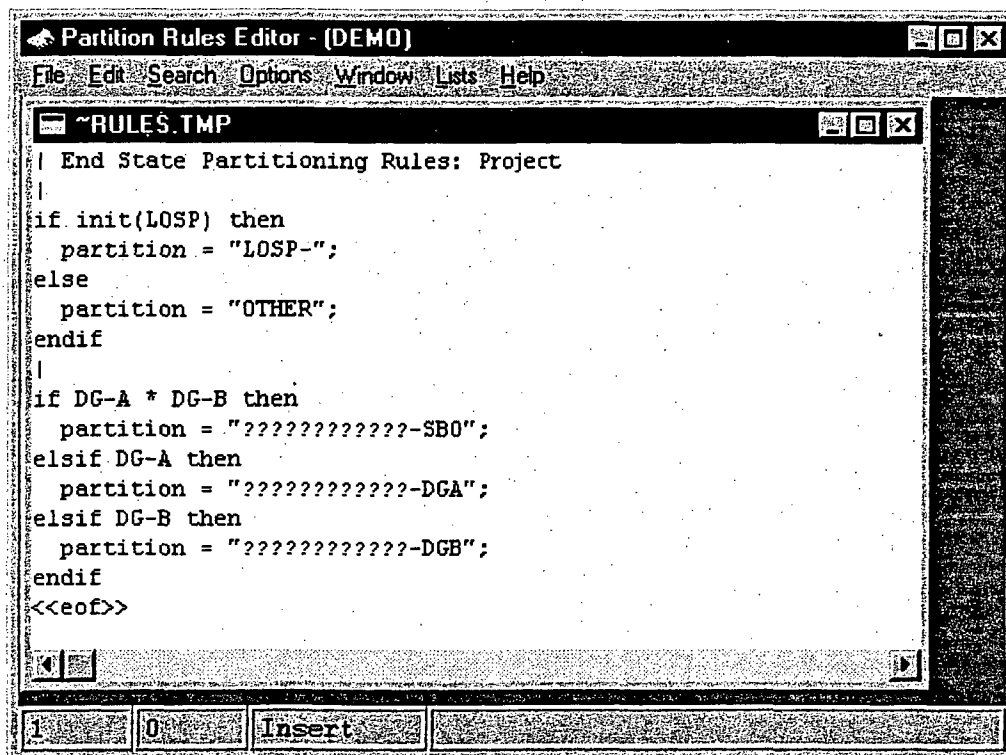 Partition Rules Editor - (DEMO)
File Edit Search Options Window Lists Help
~RULES.TMP
| End State Partitioning Rules: Project
|
if init(LOSP) then
  partition = "LOSP-";
else
  partition = "OTHER";
endif
|
if DG-A * DG-B then
  partition = "????????????-SBO";
elsif DG-A then
  partition = "????????????-DGA";
elsif DG-B then
  partition = "????????????-DGB";
endif
<<eof>>
1 0 Insert